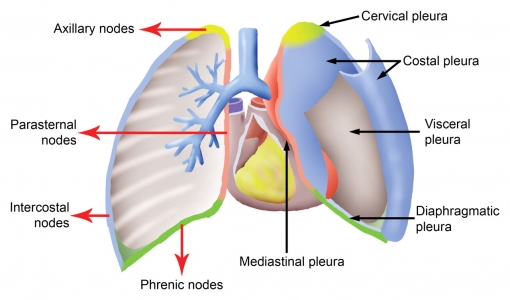 Axillary nodes
Parasternal
nodes
Intercostal
nodes
Phrenic nodes
Cervical pleura
Costal pleura
Visceral
pleura
Diaphragmatic
pleura
Mediastinal pleura